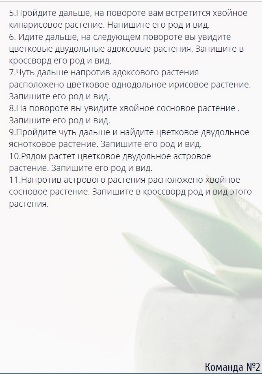 5.Пройдите дальше, на повороте вам встретится хвойное
кипарисовое растение. Напишите его род и вид.
6. Идите дальше, на следующем повороте вы увидите
цветковые двудольные адоксовые растения. Запишите в
кроссворд его род и вид.
7.Чуть дальше напротив адоксового растения
расположено цветковое однодольное ирисовое растение.
Запишите его род и вид.
8.На повороте вы увидите хвойное сосновое растение .
Запишите его род и вид.
9.Пройдите чуть дальше и найдите цветковое двудольное
яснотковое растение. Запишите его род и вид.
10.Рядом растет цветковое двудольное астровое
растение. Запишите его род и вид.
11.Напротив астрового растения расположено хвойное
сосновое растение. Запишите в кроссворд род и вид этого
растения.
Команда №2